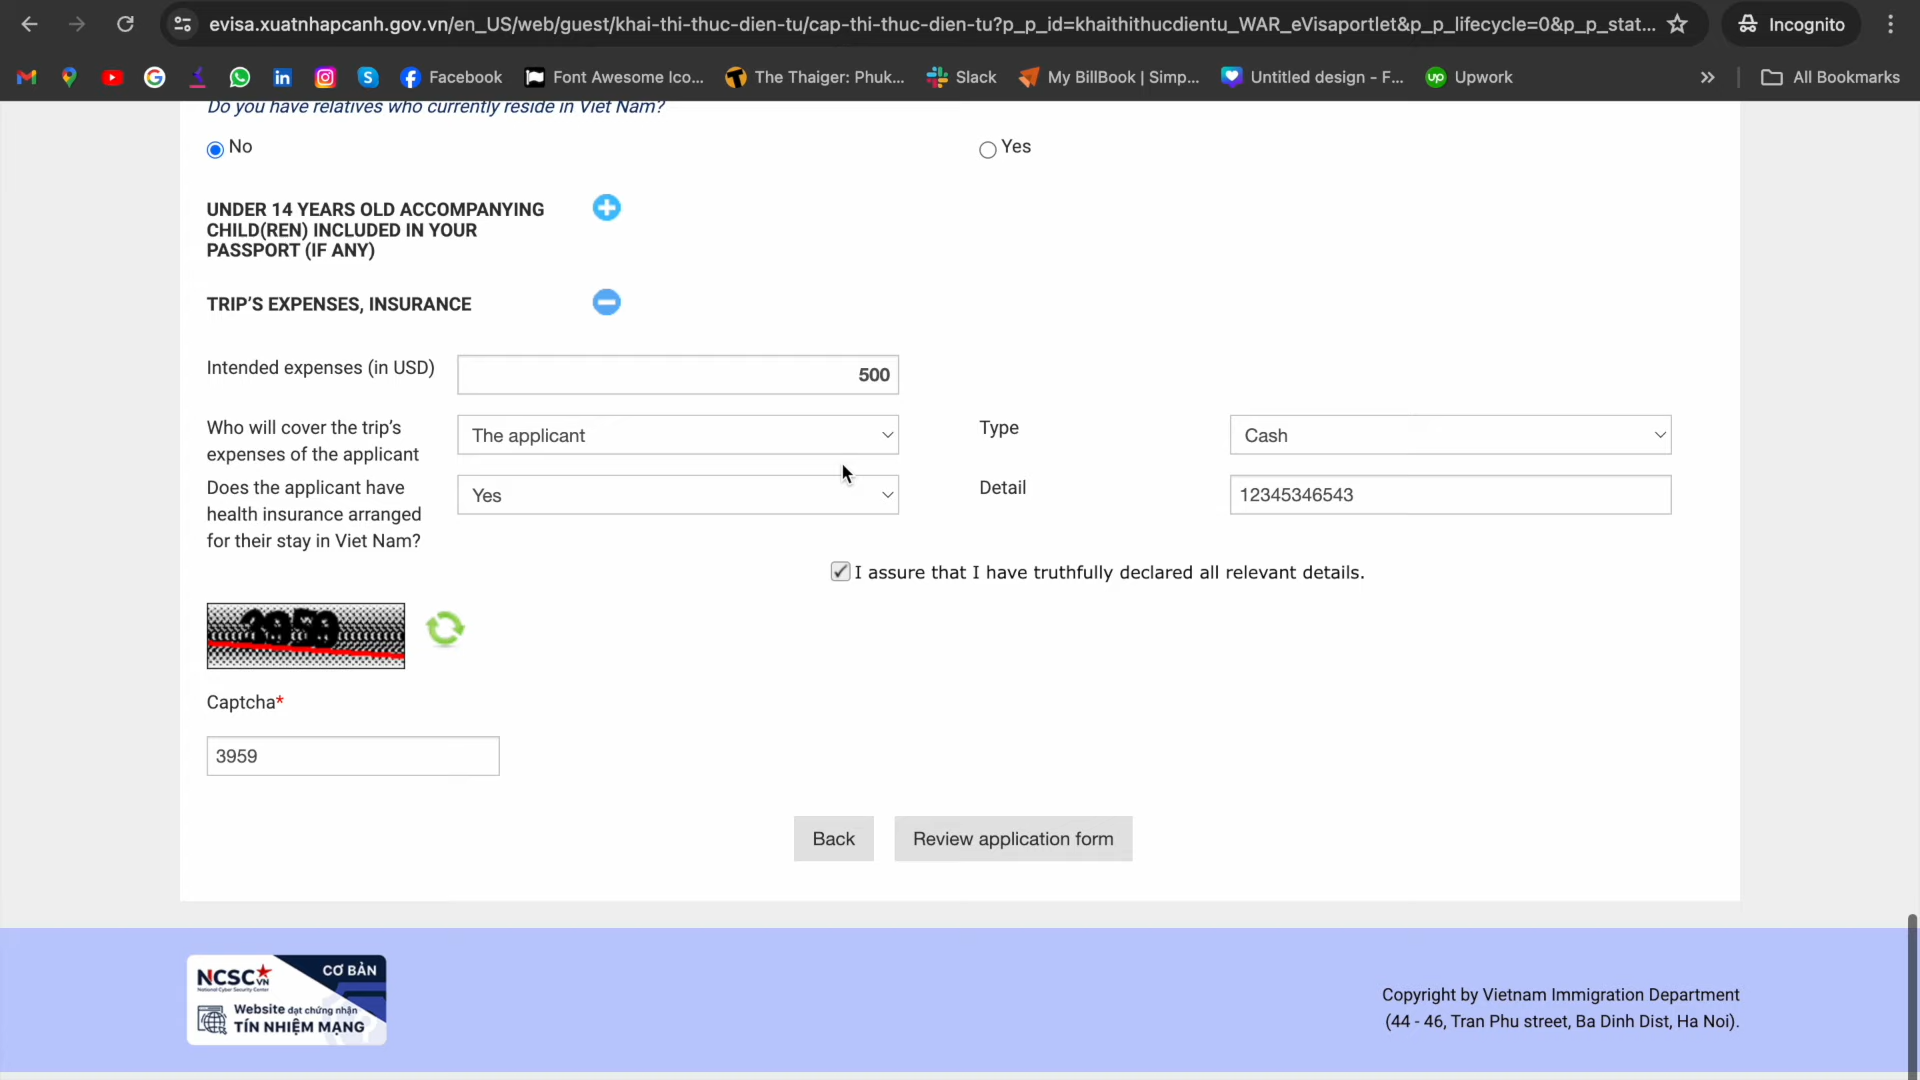 evisa.xuatnhapcanh.gov.vn/en_US/web/guest/khai-thi-thuc-dien-tu/cap-thi-thuc-dien-tu?p_p_id=khaithithucdientu_WAR_eVisaportlet&p_p_lifecycle=0&p_p_stat...
Incognito
Facebook
Font Awesome Ico...
The Thaiger: Phuk...
Slack
My BillBook | Simp...
Untitled design - F...
up Upwork
All Bookmarks
Do you have relatives who currently reside in Viet Nam?
No
Yes
UNDER 14 YEARS OLD ACCOMPANYING
CHILD(REN) INCLUDED IN YOUR
PASSPORT (IF ANY)
TRIP'S EXPENSES, INSURANCE
Intended expenses (in USD)
500
Who will cover the trip's
expenses of the applicant
The applicant
Type
Cash
Does the applicant have
health insurance arranged
for their stay in Viet Nam?
Yes
Detail
12345346543
I assure that I have truthfully declared all relevant details.
3959
Captcha*
3959
Back
Review application form
NCSC VN
National Cyber Security Center
CƠ BẢN
Website đạt chứng nhận
TÍN NHIỆM MẠNG
Copyright by Vietnam Immigration Department
(44 - 46, Tran Phu street, Ba Dinh Dist, Ha Noi).